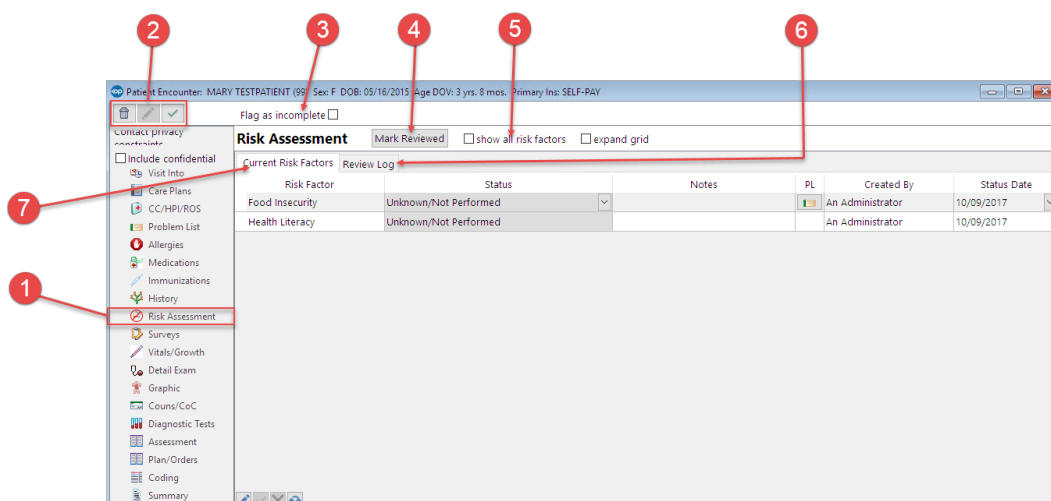 2 3 4 5 6
Patient Encounter: MARY TESTPATIENT (99) Sex: F DOB: 05/16/2015 Age DOV: 3 yrs. 8 mos. Primary Ins: SELF-PAY
Flag as incomplete
Contact privacy
constraints
Risk Assessment Mark Reviewed show all risk factors expand grid
Include confidential
Current Risk Factors Review Log
Visit Info
Risk Factor Status Notes PL Created By Status Date
Care Plans
Food Insecurity Unknown/Not Performed An Administrator 10/09/2017
7
CC/HPI/ROS
Health Literacy Unknown/Not Performed An Administrator 10/09/2017
Problem List
Allergies
Medications
Immunizations
1
History
Risk Assessment
Surveys
Vitals/Growth
Detail Exam
Graphic
Couns/CoC
Diagnostic Tests
Assessment
Plan/Orders
Coding
Summary